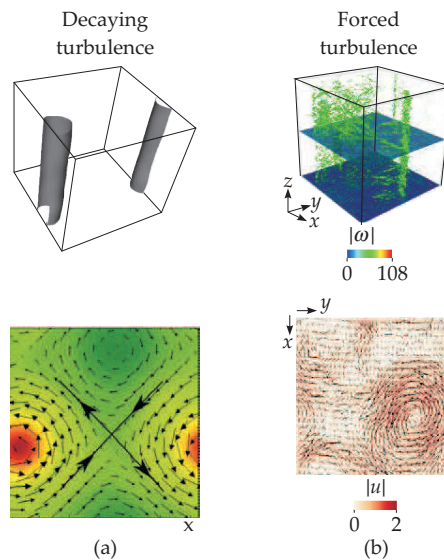 Decaying
turbulence
Forced
turbulence
z
y
x
|ω|
0 108
y
x
x
|u|
0 2
(a)
(b)